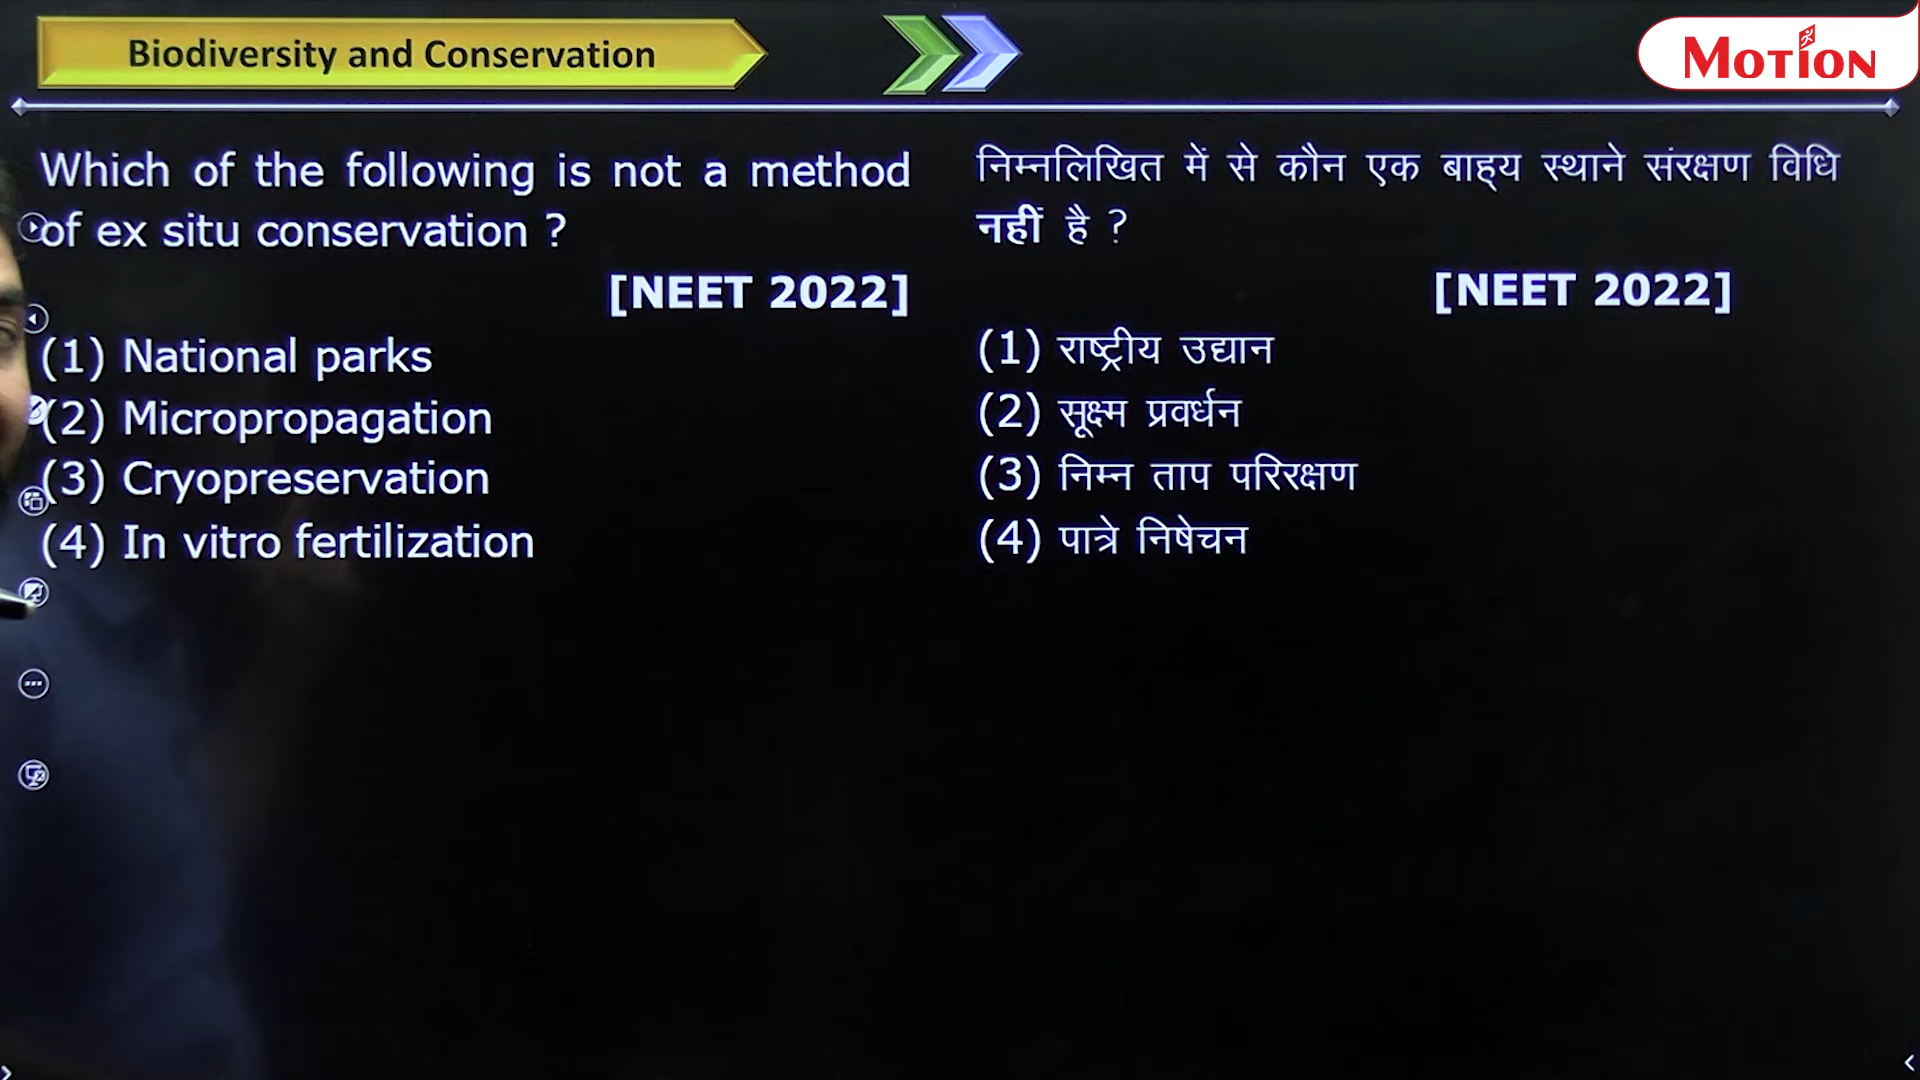 Biodiversity and Conservation
MOTION
Which of the following is not a method
of ex situ conservation ?
[NEET 2022]
(1) National parks
(2) Micropropagation
(3) Cryopreservation
(4) In vitro fertilization
निम्नलिखित में से कौन एक बाह्य स्थाने संरक्षण विधि
नहीं है ?
[NEET 2022]
(1) राष्ट्रीय उद्यान
(2) सूक्ष्म प्रवर्धन
(3) निम्न ताप परिरक्षण
(4) पात्रे निषेचन